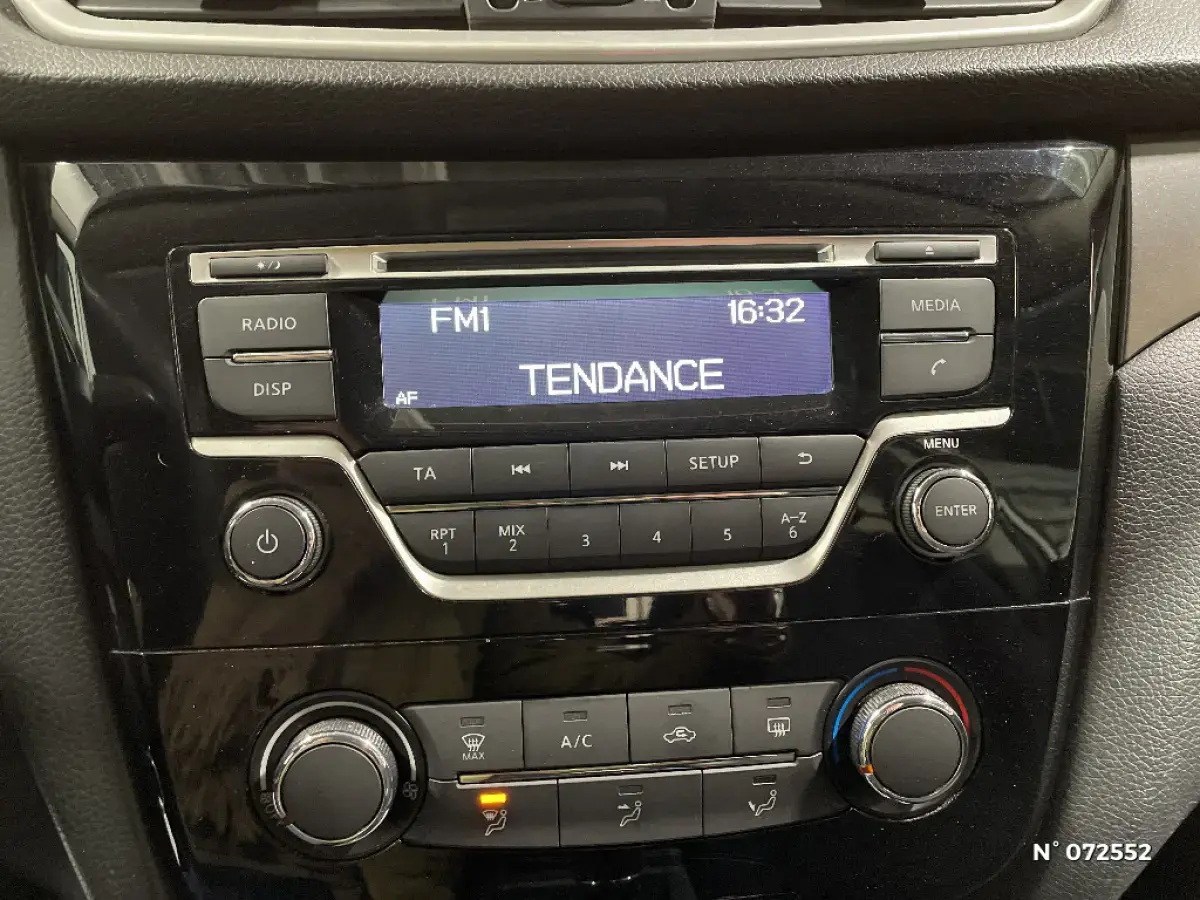 RADIO
DISP
FM1 16:32
TENDANCE
AF
MEDIA
MENU
TA SETUP
RPT 1 MIX 2 3 4 5 A-Z 6
ENTER
MAX
A/C
N° 072552